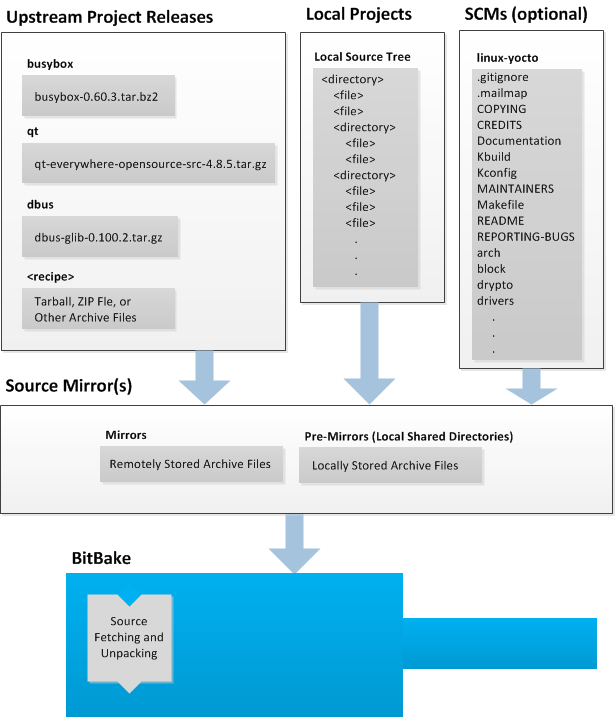 Upstream Project Releases
busybox
busybox-0.60.3.tar.bz2
qt
qt-everywhere-opensource-src-4.8.5.tar.gz
dbus
dbus-glib-0.100.2.tar.gz
<recipe>
Tarball, ZIP Fle, or
Other Archive Files
Local Projects
Local Source Tree
<directory>
<file>
<file>
<directory>
<file>
<file>
<directory>
<file>
<file>
<file>
.
.
.
SCMs (optional)
linux-yocto
.gitignore
.mailmap
COPYING
CREDITS
Documentation
Kbuild
Kconfig
MAINTAINERS
Makefile
README
REPORTING-BUGS
arch
block
drypto
drivers
.
.
.
Source Mirror(s)
Mirrors
Remotely Stored Archive Files
Pre-Mirrors (Local Shared Directories)
Locally Stored Archive Files
BitBake
Source
Fetching and
Unpacking